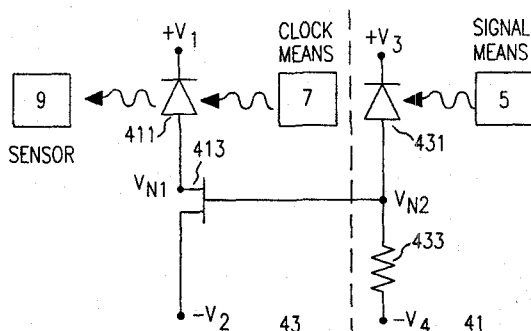 +V1
CLOCK
MEANS
+V3
SIGNAL
MEANS
9
7
5
SENSOR
411
431
413
VN1
VN2
433
-V2
43
-V4
41